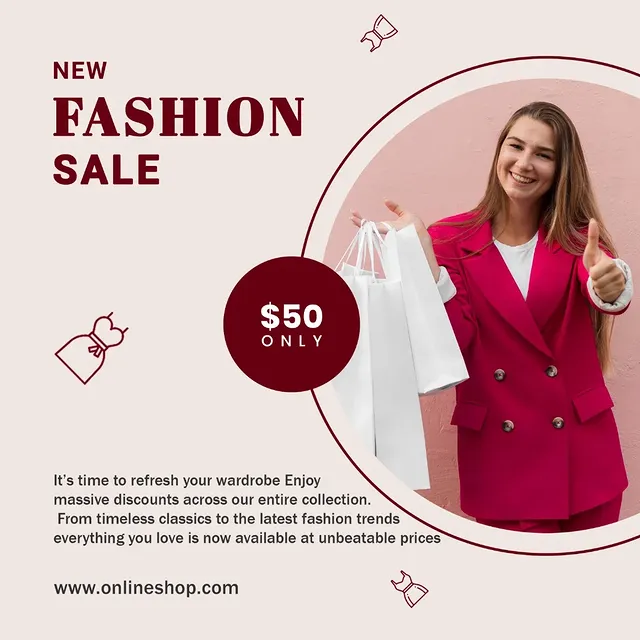 NEW
FASHION
SALE
$50
ONLY
It's time to refresh your wardrobe Enjoy
massive discounts across our entire collection.
From timeless classics to the latest fashion trends
everything you love is now available at unbeatable prices
www.onlineshop.com